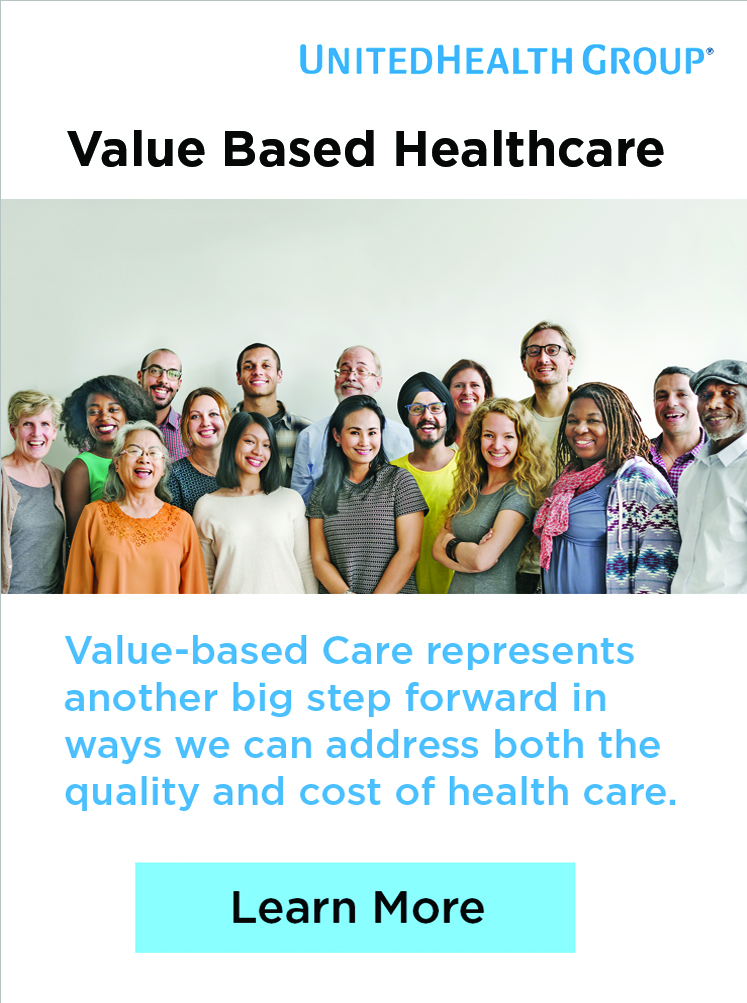 UNITEDHEALTH GROUP®
Value Based Healthcare
Value-based Care represents
another big step forward in
ways we can address both the
quality and cost of health care.
Learn More